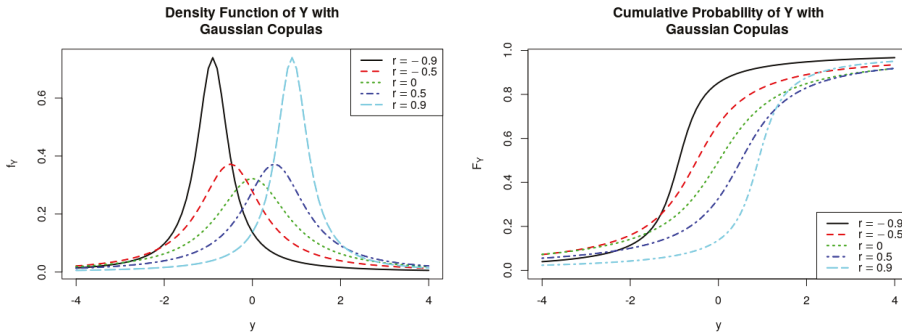 Density Function of Y with
Gaussian Copulas
f_Y
0.6
0.4
0.2
0.0
r = − 0.9
r = − 0.5
r = 0
r = 0.5
r = 0.9
-4
-2
0
2
4
y
Cumulative Probability of Y with
Gaussian Copulas
F_Y
1.0
0.8
0.6
0.4
0.2
0.0
r = − 0.9
r = − 0.5
r = 0
r = 0.5
r = 0.9
-4
-2
0
2
4
y